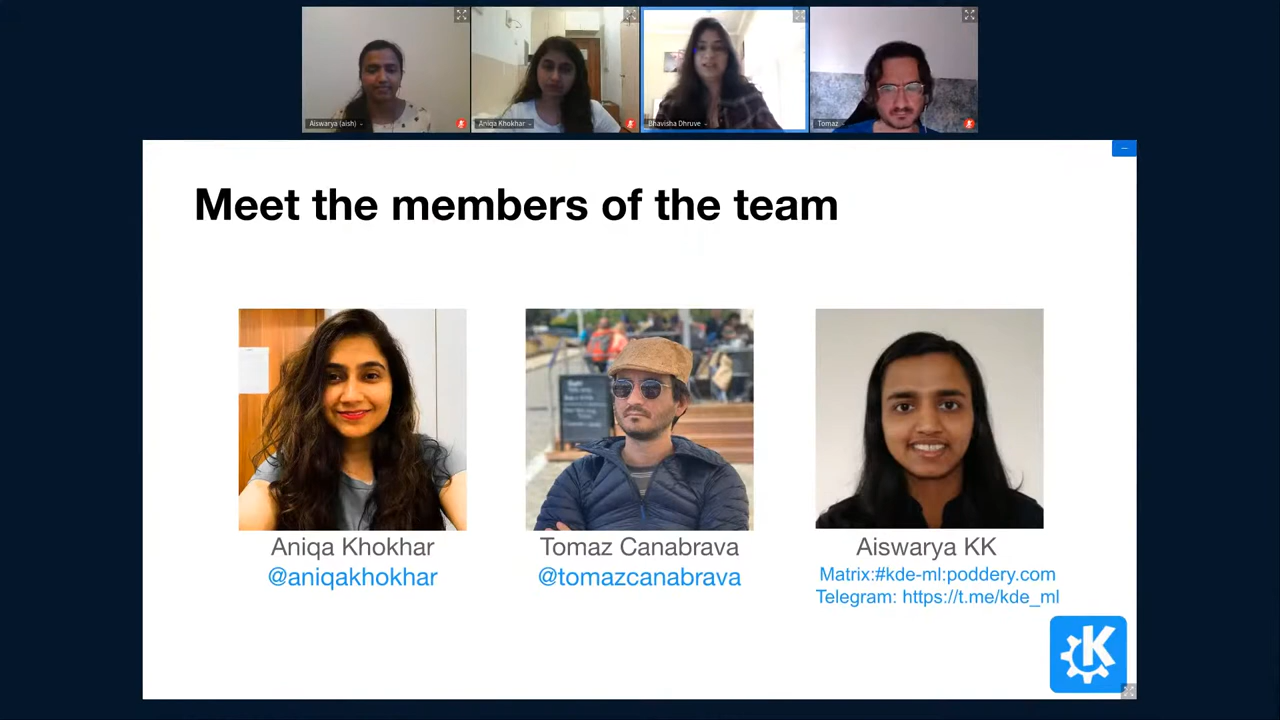 Aiswarya (aish)
Aniqa Khokhar
Bhavisha Dhruve
Tomaz
Meet the members of the team
Aniqa Khokhar
@aniqakhokhar
Tomaz Canabrava
@tomazcanabrava
Aiswarya KK
Matrix:#kde-ml:poddery.com
Telegram: https://t.me/kde_ml
K